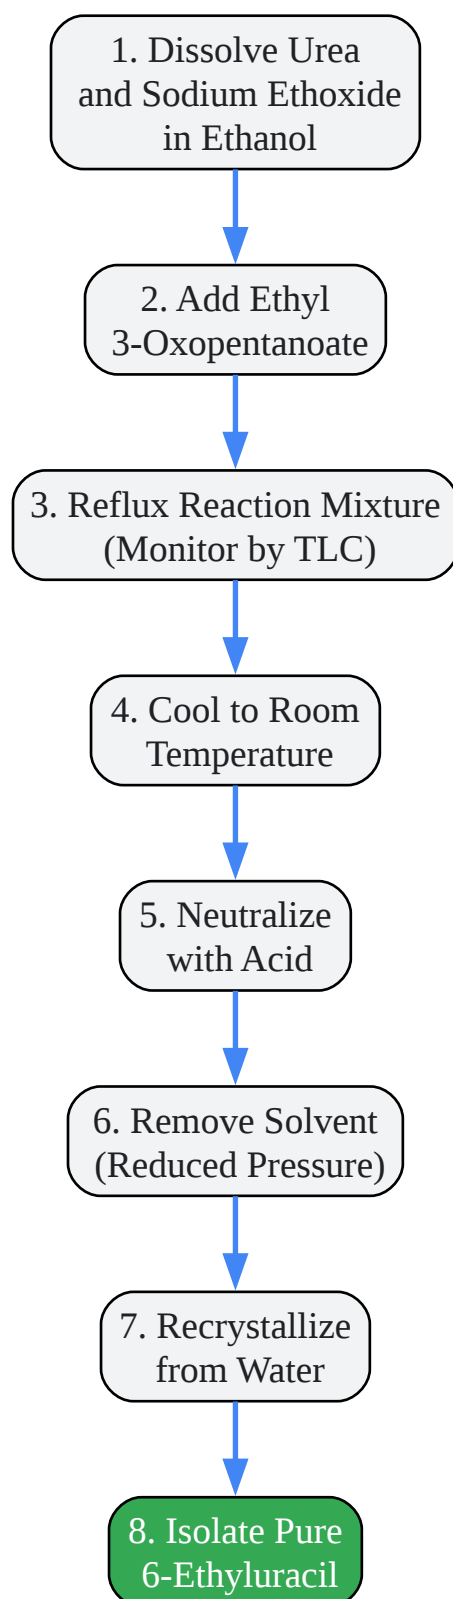 1. Dissolve Urea
and Sodium Ethoxide
in Ethanol
2. Add Ethyl
3-Oxopentanoate
3. Reflux Reaction Mixture
(Monitor by TLC)
4. Cool to Room
Temperature
5. Neutralize
with Acid
6. Remove Solvent
(Reduced Pressure)
7. Recrystallize
from Water
8. Isolate Pure
6-Ethyluracil